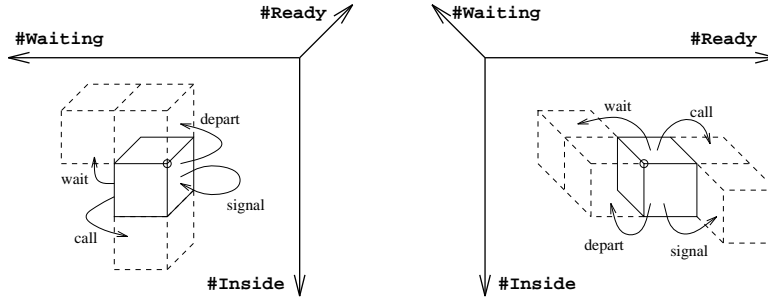 #Ready
#Waiting
depart
wait
signal
call
#Inside
#Waiting
#Ready
wait
call
depart
signal
#Inside